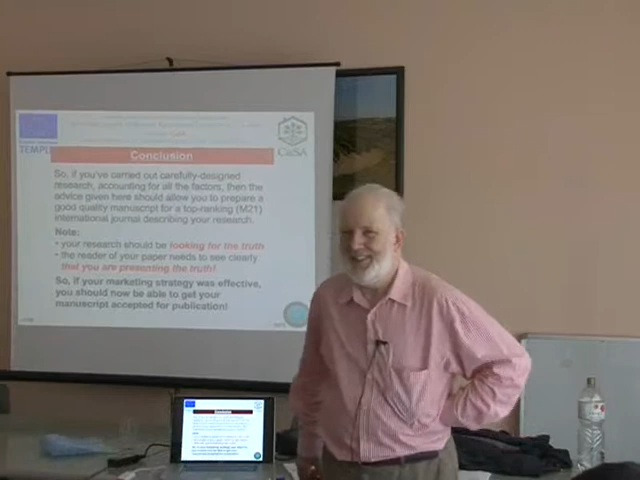 TEMPU
CaSA
Conclusion
So, if you've carried out carefully-designed
research, accounting for all the factors, then the
advice given here should allow you to prepare a
good quality manuscript for a top-ranking (M21)
international journal describing your research.
Note:
• your research should be looking for the truth
• the reader of your paper needs to see clearly
that you are presenting the truth!
So, if your marketing strategy was effective,
you should now be able to get your
manuscript accepted for publication!
Conclusion